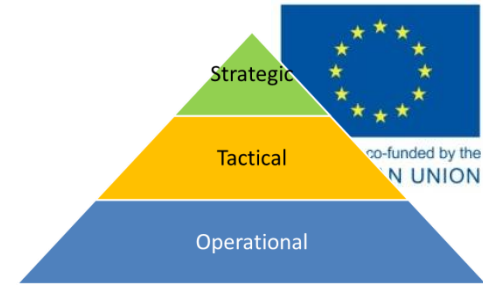 Strategic
co-funded by the
N UNION
Tactical
Operational